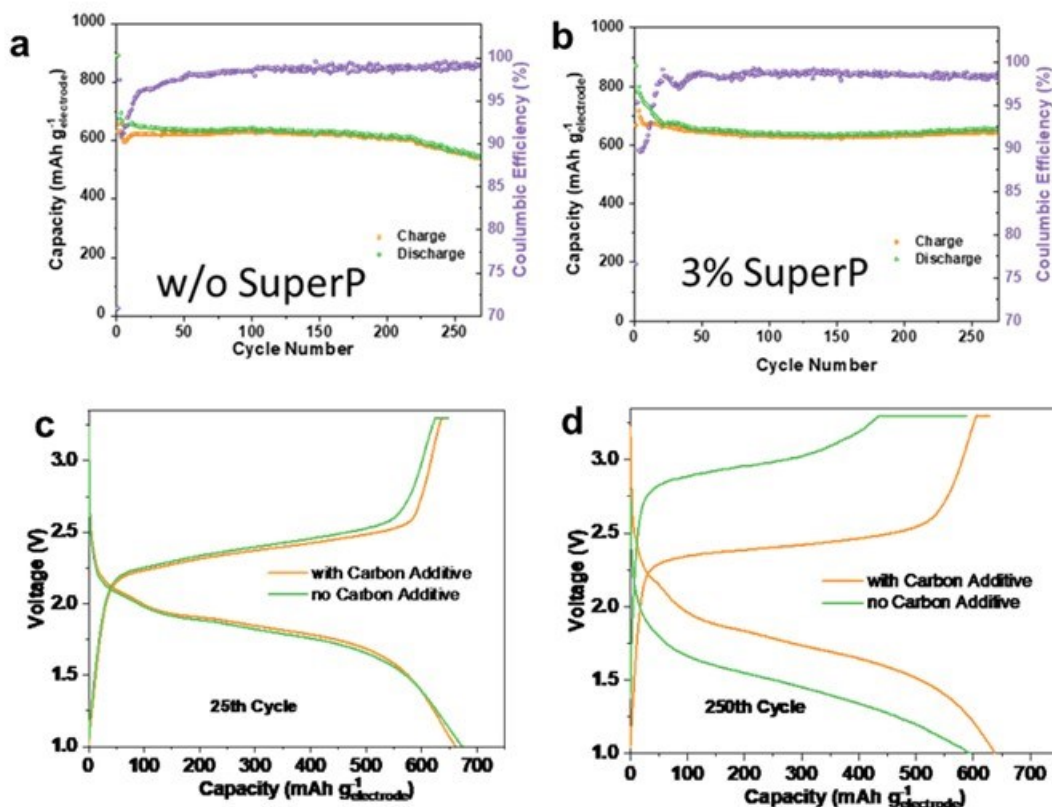 a
1000
800
600
400
200
0
0
50
100
150
200
250
100
95
90
85
80
75
70
Capacity (mAh g-1electrode)
Coulumbic Efficiency (%)
Charge
Discharge
w/o SuperP
Cycle Number
b
1000
800
600
400
200
0
0
50
100
150
200
250
100
95
90
85
80
75
70
Capacity (mAh g-1electrode)
Coulumbic Efficiency (%)
Charge
Discharge
3% SuperP
Cycle Number
c
3.0
2.5
2.0
1.5
1.0
Voltage (V)
with Carbon Additive
no Carbon Additive
25th Cycle
0 100 200 300 400 500 600 700
Capacity (mAh g-1electrode)
d
3.0
2.5
2.0
1.5
1.0
Voltage (V)
with Carbon Additive
no Carbon Additive
250th Cycle
0 100 200 300 400 500 600 700
Capacity (mAh g-1electrode)